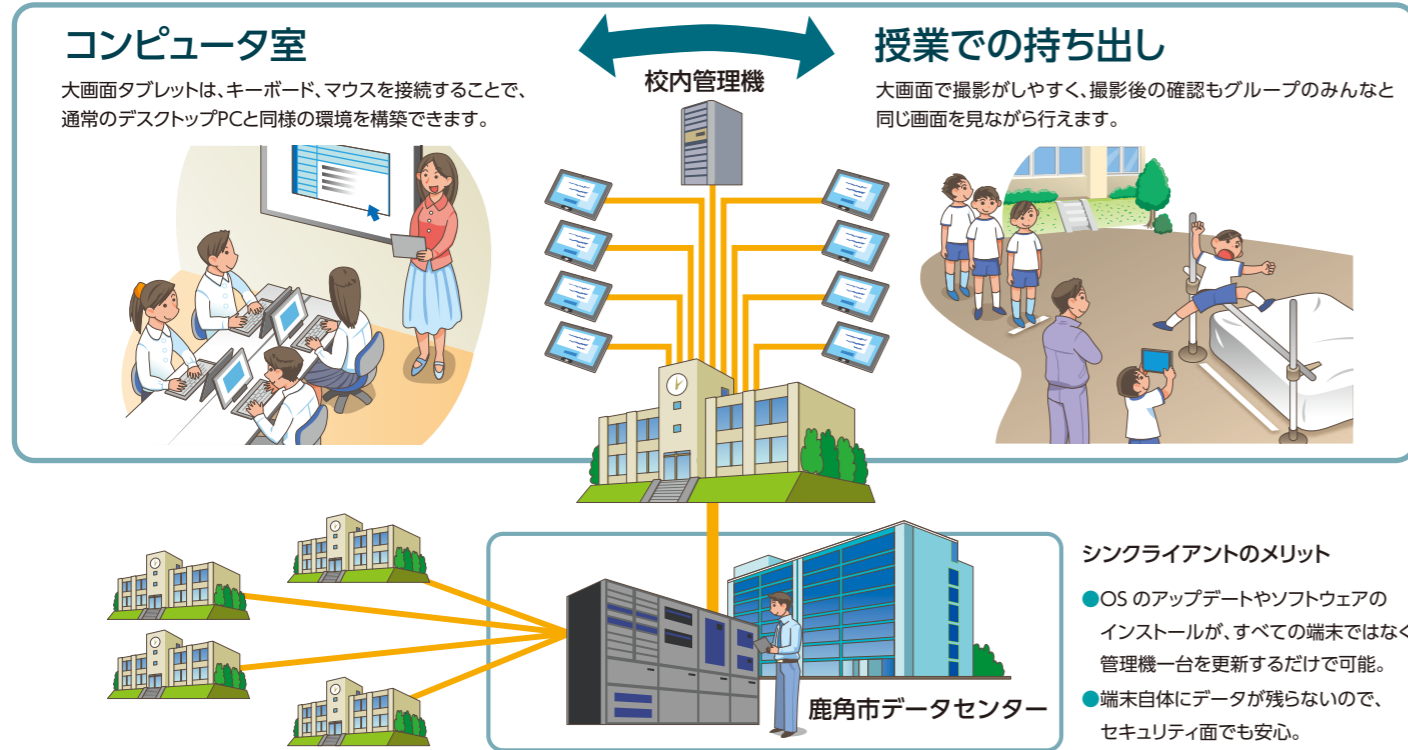 コンピュータ室
大画面タブレットは、キーボード、マウスを接続することで、
通常のデスクトップPCと同様の環境を構築できます。
校内管理機
授業での持ち出し
大画面で撮影がしやすく、撮影後の確認もグループのみんなと
同じ画面を見ながら行えます。
鹿角市データセンター
シンクライアントのメリット
●OS のアップデートやソフトウェアの
インストールが、すべての端末ではなく
管理機一台を更新するだけで可能。
●端末自体にデータが残らないので、
セキュリティ面でも安心。